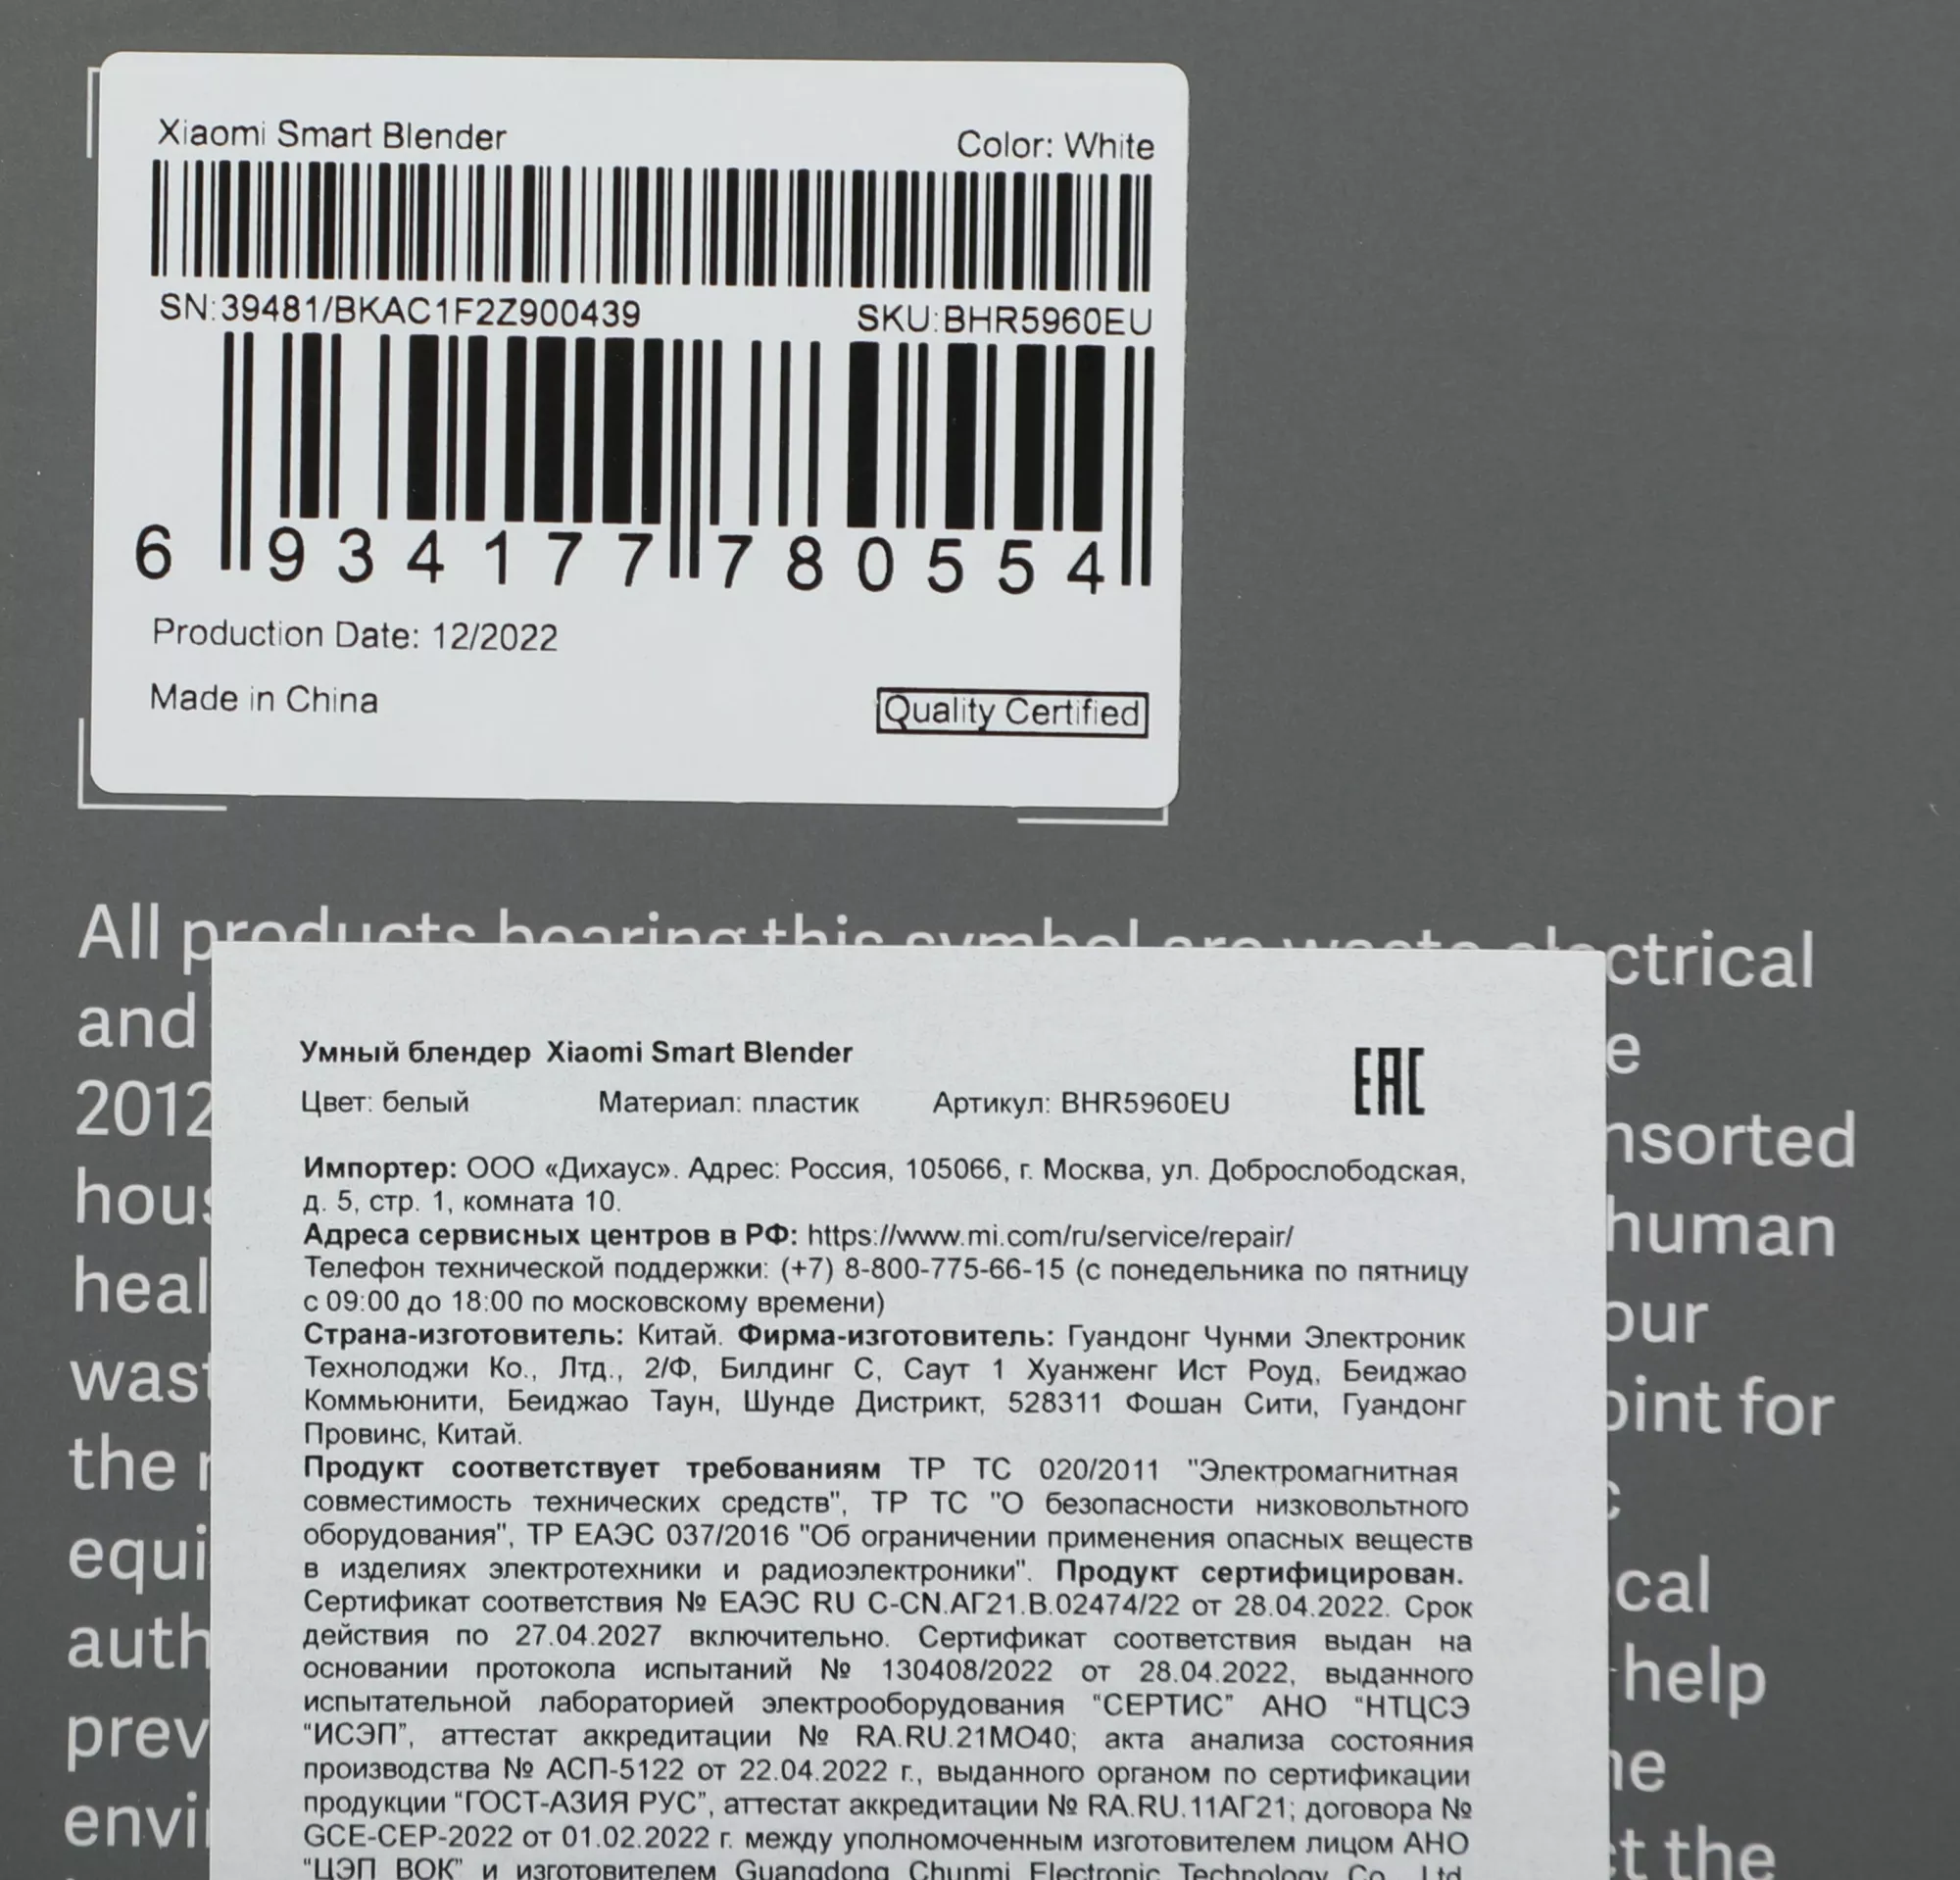 Xiaomi Smart Blender Color: White
SN:39481/BKAC1F2Z900439 SKU:BHR5960EU
6 934177 780554
Production Date: 12/2022
Made in China Quality Certified
All products bearing this symbol are waste electrical
and
2012
nsorted
human
our
the
for
cal
help
the
Умный блендер Xiaomi Smart Blender EAC
Цвет: белый Материал: пластик Артикул: BHR5960EU
Импортер: ООО «Дихаус». Адрес: Россия, 105066, г. Москва, ул. Доброслободская,
д. 5, стр. 1, комната 10.
Адреса сервисных центров в РФ: https://www.mi.com/ru/service/repair/
Телефон технической поддержки: (+7) 8-800-775-66-15 (с понедельника по пятницу
с 09:00 до 18:00 по московскому времени)
Страна-изготовитель: Китай. Фирма-изготовитель: Гуандонг Чунми Электроник
Технолоджи Ко., Лтд., 2/Ф, Билдинг С, Саут 1 Хуанженг Ист Роуд, Беиджао
Коммьюнити, Беиджао Таун, Шунде Дистрикт, 528311 Фошан Сити, Гуандонг
Провинс, Китай.
Продукт соответствует требованиям ТР ТС 020/2011 "Электромагнитная
совместимость технических средств", ТР ТС "О безопасности низковольтного
оборудования", ТР ЕАЭС 037/2016 "Об ограничении применения опасных веществ
в изделиях электротехники и радиоэлектроники". Продукт сертифицирован.
Сертификат соответствия № ЕАЭС RU С-CN.АГ21.В.02474/22 от 28.04.2022. Срок
действия по 27.04.2027 включительно. Сертификат соответствия выдан на
основании протокола испытаний № 130408/2022 от 28.04.2022, выданного
испытательной лабораторией электрооборудования “СЕРТИС” АНО “НТЦСЭ
“ИСЭП”, аттестат аккредитации № RA.RU.21МО40; акта анализа состояния
производства № АСП-5122 от 22.04.2022 г., выданного органом по сертификации
продукции “ГОСТ-АЗИЯ РУС”, аттестат аккредитации № RA.RU.11АГ21; договора №
GCE-CEP-2022 от 01.02.2022 г. между уполномоченным изготовителем лицом АНО
“ЦЭП ВОК” и изготовителем Guangdong Chunmi Electronic Technology Co., Ltd.